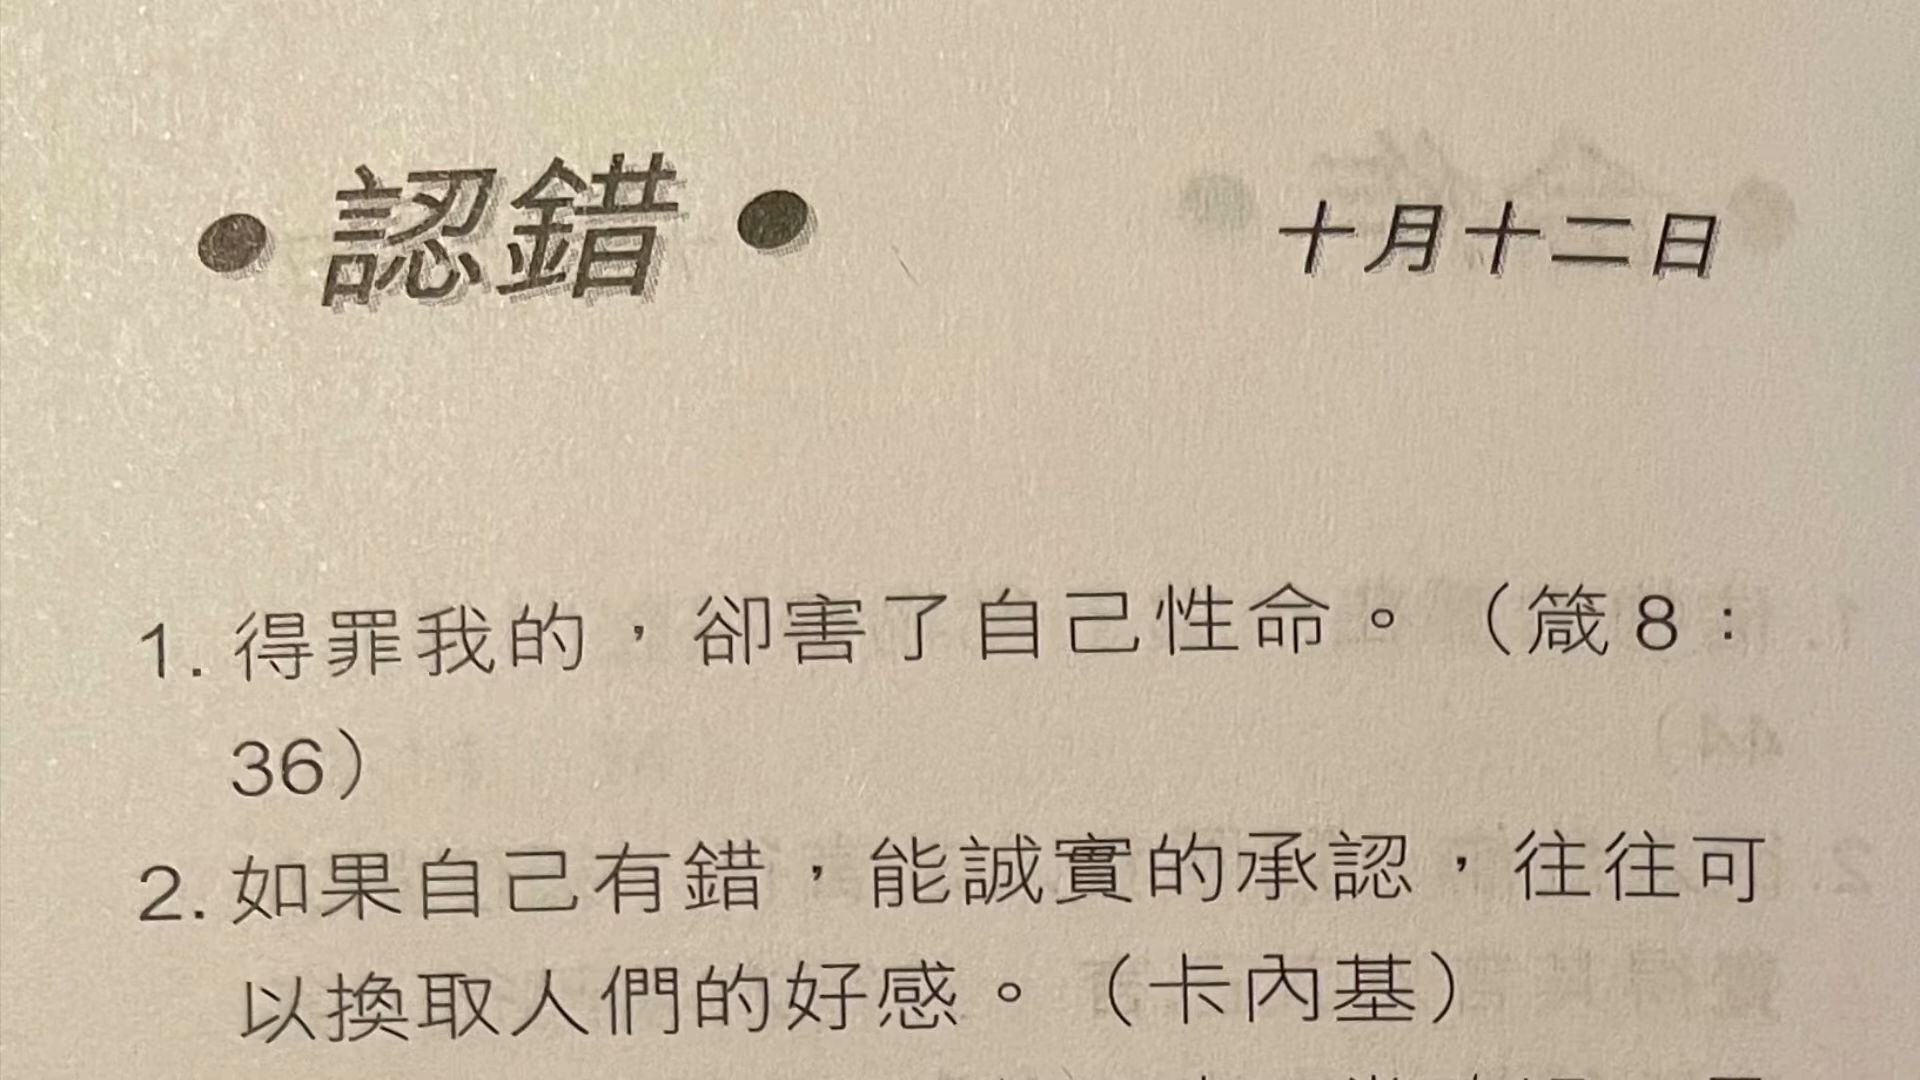 • 認錯 •
十月十二日
1. 得罪我的，卻害了自己性命。（箴 8：
36）
2. 如果自己有錯，能誠實的承認，往往可
以換取人們的好感。（卡內基）